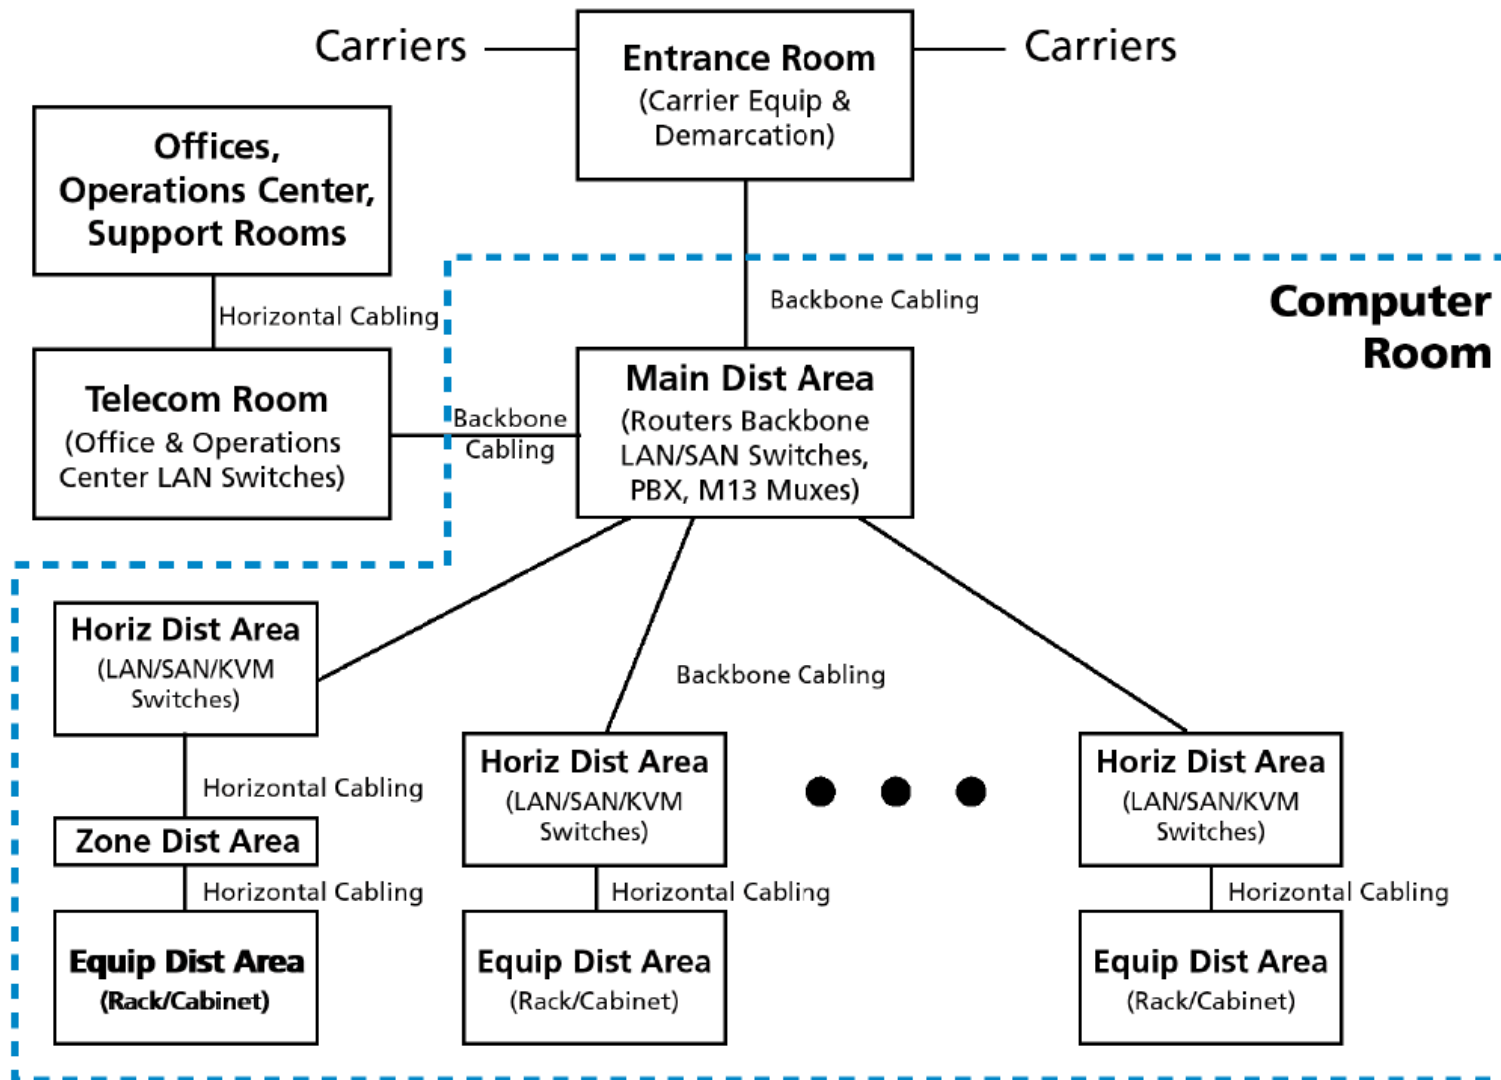 Carriers
Entrance Room
(Carrier Equip &
Demarcation)
Carriers
Offices,
Operations Center,
Support Rooms
Horizontal Cabling
Backbone Cabling
Computer
Room
Telecom Room
(Office & Operations
Center LAN Switches)
Backbone
Cabling
Main Dist Area
(Routers Backbone
LAN/SAN Switches,
PBX, M13 Muxes)
Horiz Dist Area
(LAN/SAN/KVM
Switches)
Backbone Cabling
Horizontal Cabling
Zone Dist Area
Horizontal Cabling
Equip Dist Area
(Rack/Cabinet)
Horiz Dist Area
(LAN/SAN/KVM
Switches)
Horizontal Cabling
Equip Dist Area
(Rack/Cabinet)
Horiz Dist Area
(LAN/SAN/KVM
Switches)
Horizontal Cabling
Equip Dist Area
(Rack/Cabinet)